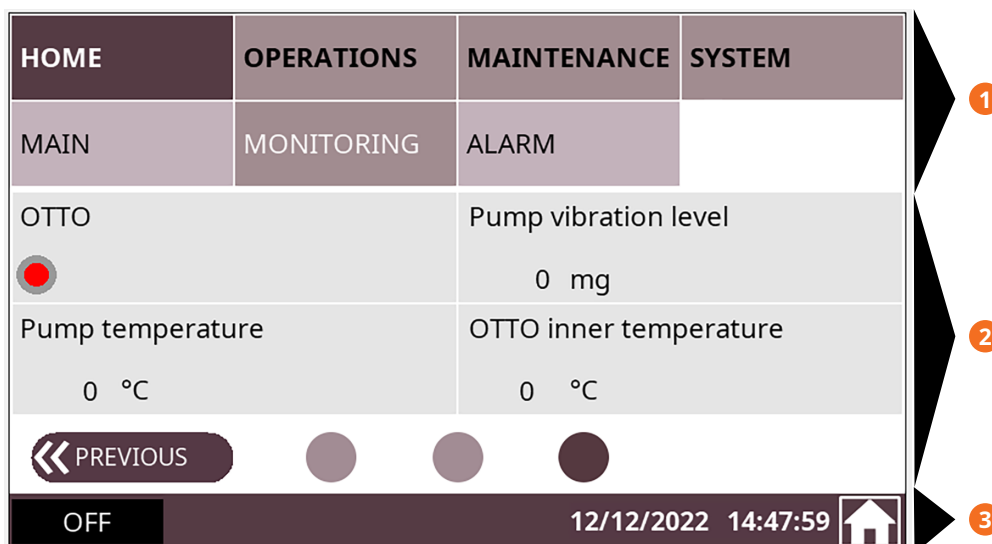 HOME OPERATIONS MAINTENANCE SYSTEM
1
MAIN MONITORING ALARM
OTTO Pump vibration level
0 mg
Pump temperature OTTO inner temperature
2
0 °C 0 °C
PREVIOUS
OFF 12/12/2022 14:47:59
3